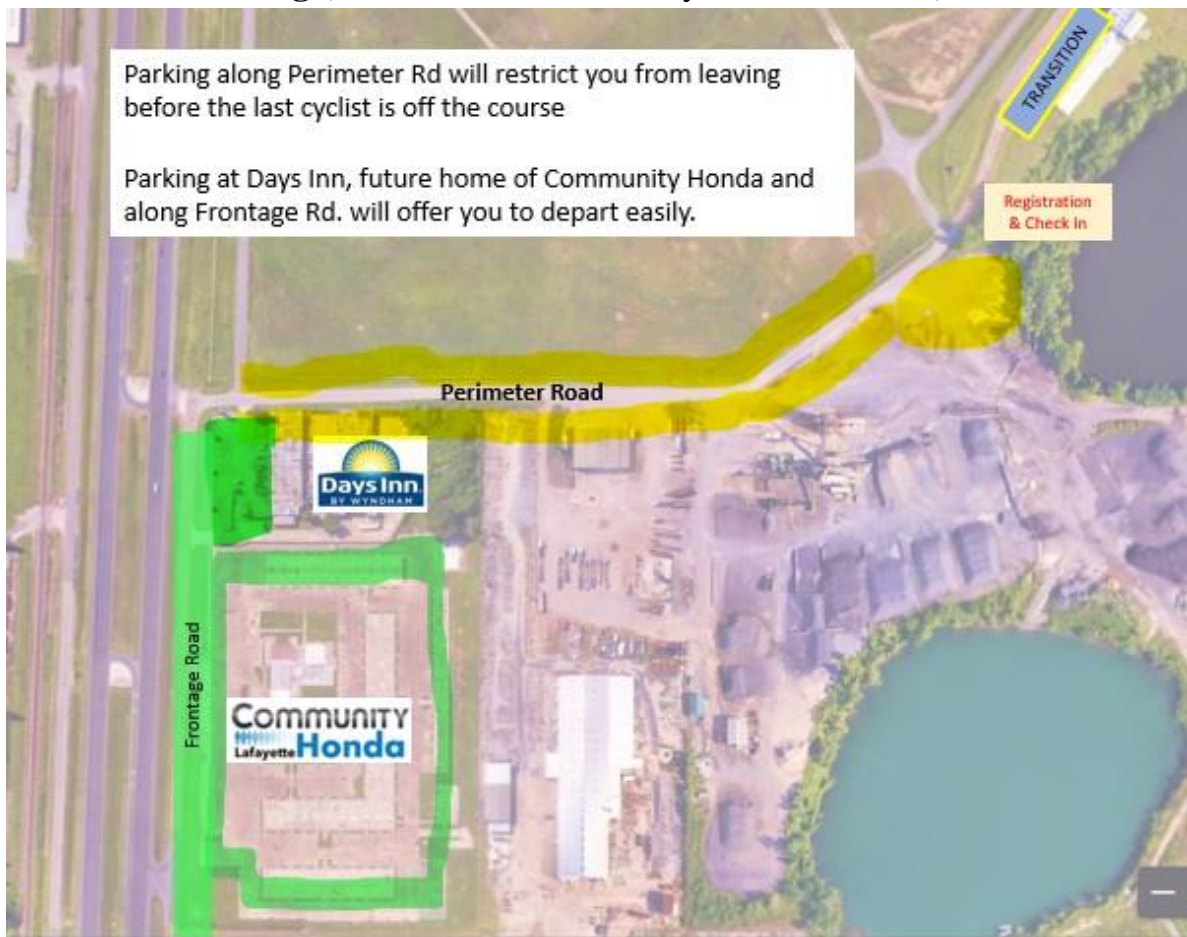 Parking along Perimeter Rd will restrict you from leaving
before the last cyclist is off the course
Parking at Days Inn, future home of Community Honda and
along Frontage Rd. will offer you to depart easily.
TRANSITION
Registration
& Check In
Perimeter Road
Days Inn.
BY WYNDHAM
Frontage Road
Community
Lafayette Honda